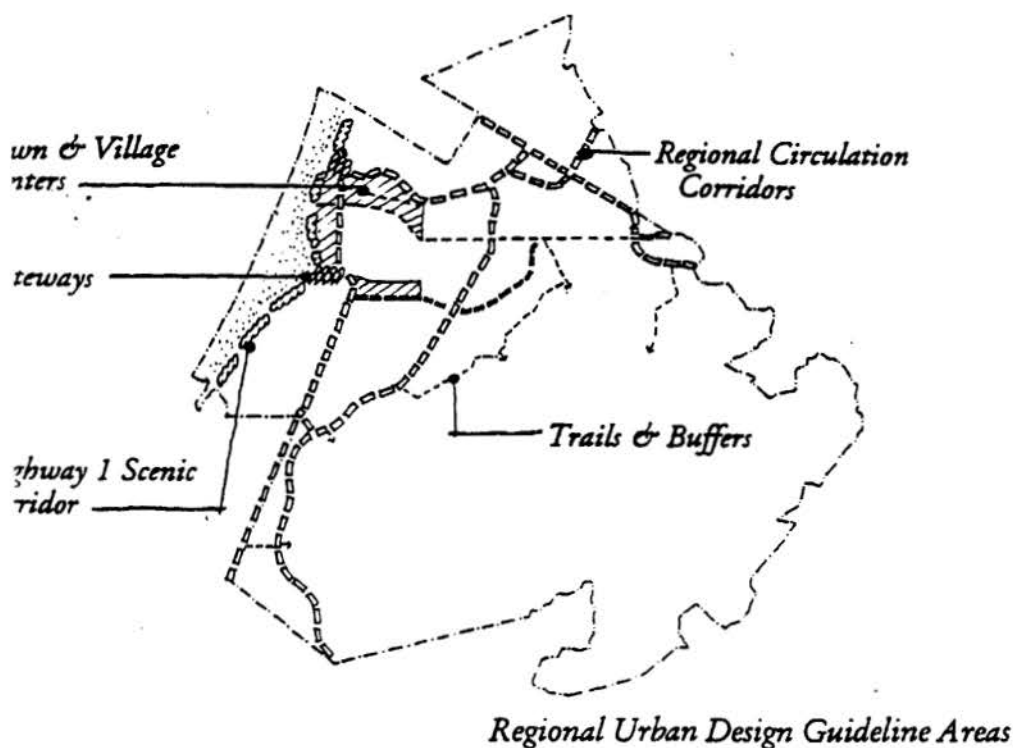 wn & Village
nters
Regional Circulation
Corridors
teways
Trails & Buffers
ghway 1 Scenic
rridor
Regional Urban Design Guideline Areas